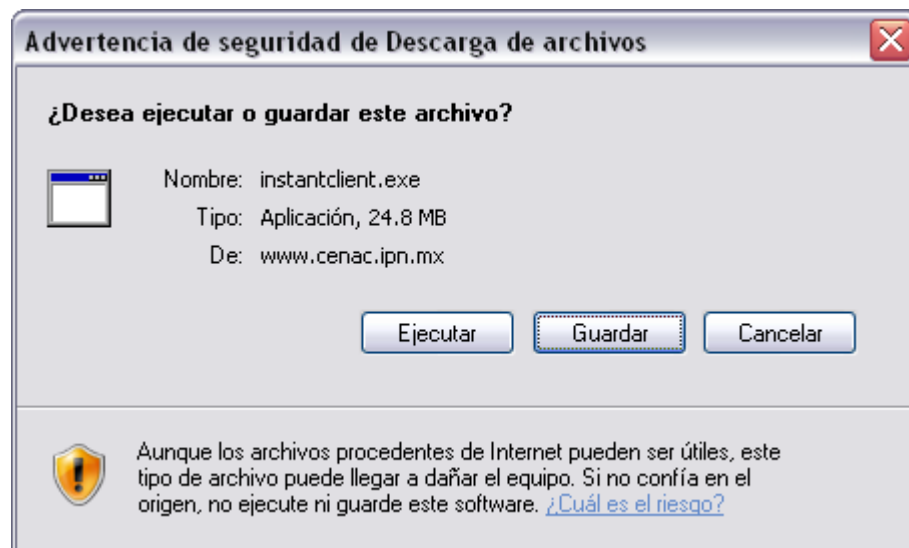 Advertencia de seguridad de Descarga de archivos
¿Desea ejecutar o guardar este archivo?
Nombre: instantclient.exe
Tipo: Aplicación, 24.8 MB
De: www.cenac.ipn.mx
Ejecutar Guardar Cancelar
Aunque los archivos procedentes de Internet pueden ser útiles, este
tipo de archivo puede llegar a dañar el equipo. Si no confía en el
origen, no ejecute ni guarde este software. ¿Cuál es el riesgo?